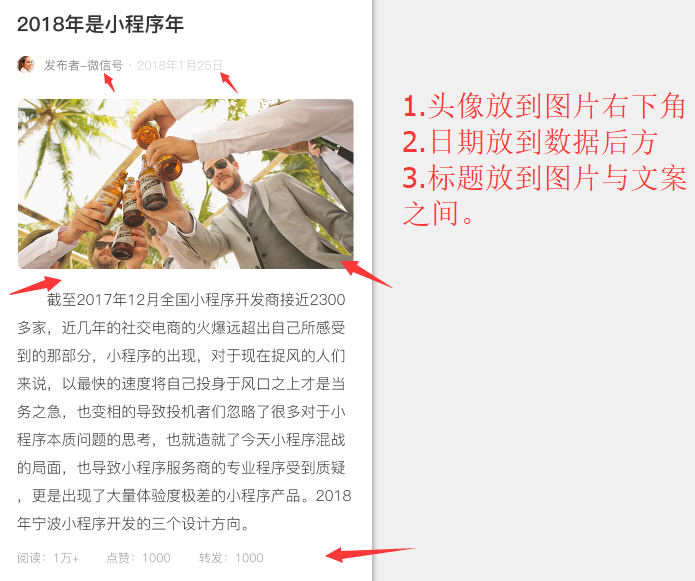 2018年是小程序年
发布者-微信号 · 2018年1月25日
1.头像放到图片右下角
2.日期放到数据后方
3.标题放到图片与文案
之间。
截至2017年12月全国小程序开发商接近2300
多家，近几年的社交电商的火爆远超出自己所感受
到的那部分，小程序的出现，对于现在捉风的人们
来说，以最快的速度将自己投身于风口之上才是当
务之急，也变相的导致投机者们忽略了很多对于小
程序本质问题的思考，也就造就了今天小程序混战
的局面，也导致小程序服务商的专业程序受到质疑
，更是出现了大量体验度极差的小程序产品。2018
年宁波小程序开发的三个设计方向。
阅读：1万+ 点赞：1000 转发：1000